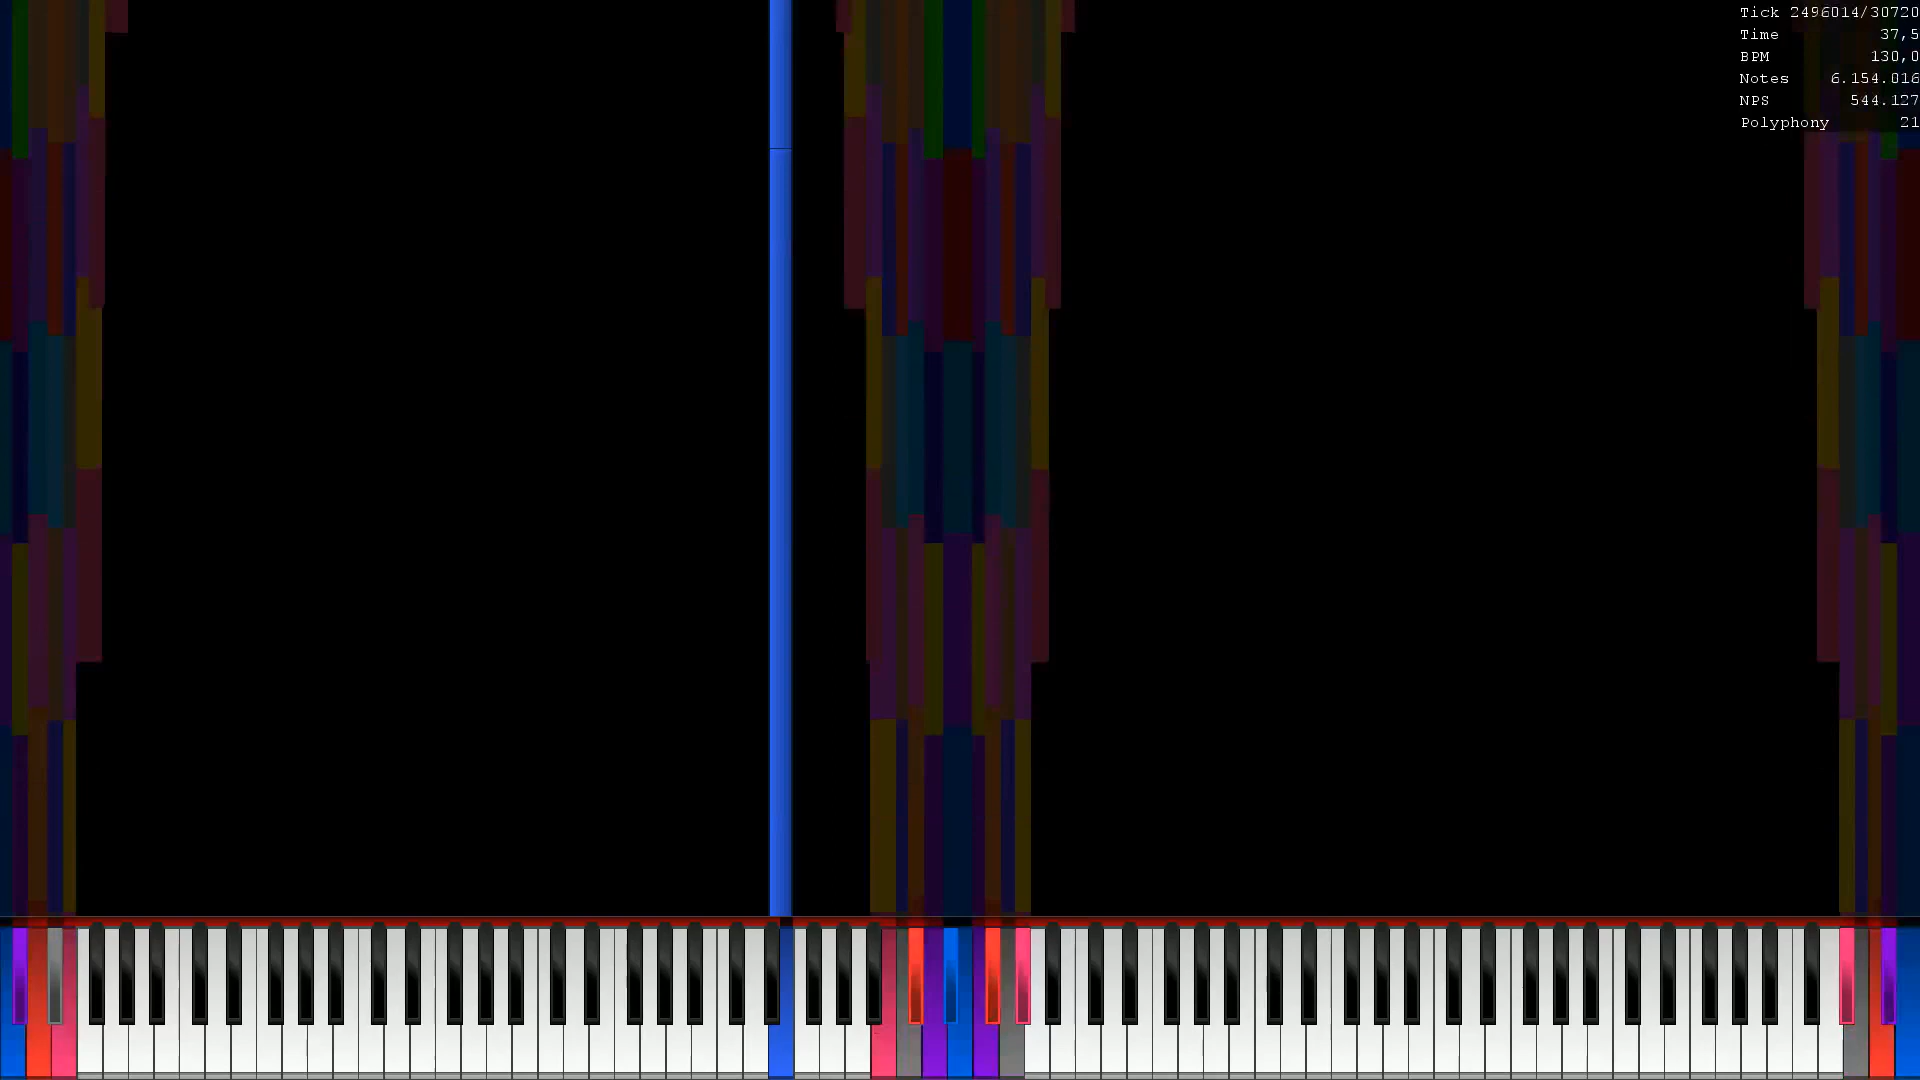 Tick 2496014/30720
Time 37,5
BPM 130,0
Notes 6.154.016
NPS 544.127
Polyphony 21